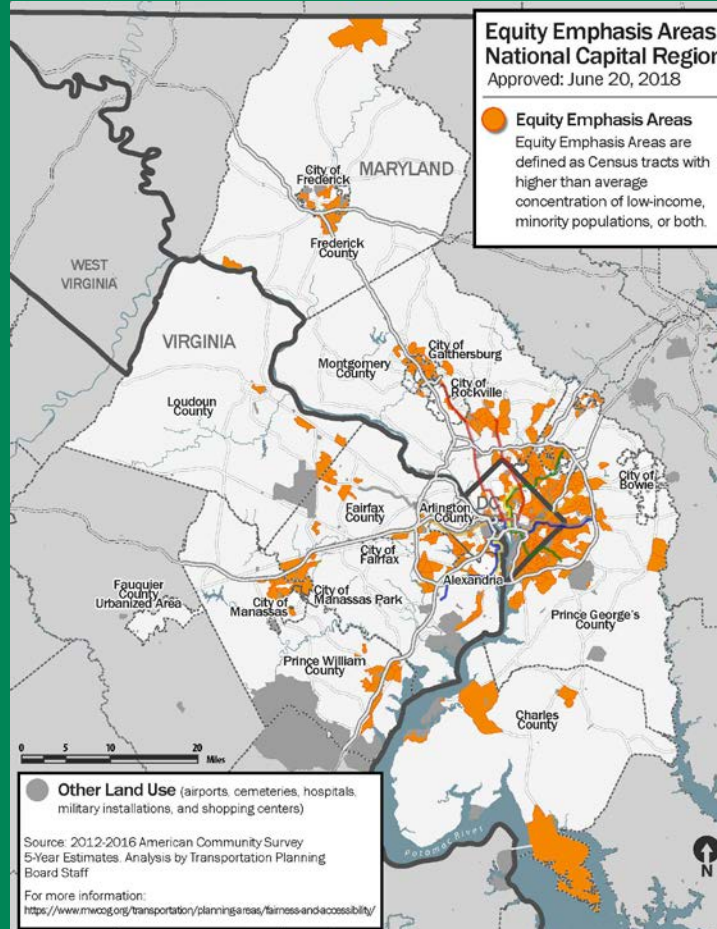 Equity Emphasis Areas
National Capital Region
Approved: June 20, 2018
Equity Emphasis Areas
Equity Emphasis Areas are
defined as Census tracts with
higher than average
concentration of low-income,
minority populations, or both.
City of
Frederick
MARYLAND
Frederick
County
WEST
VIRGINIA
VIRGINIA
Montgomery
County
City of
Gaithersburg
City of
Rockville
Loudoun
County
City of
Bowie
DC
Fairfax
County
Arlington
County
City of
Fairfax
Alexandria
Fauquier
County
Urbanized Area
City of
Manassas
City of
Manassas Park
Prince George's
County
Prince William
County
Charles
County
0 5 10 20
Miles
Potomac River
N
Other Land Use (airports, cemeteries, hospitals,
military installations, and shopping centers)
Source: 2012-2016 American Community Survey
5-Year Estimates. Analysis by Transportation Planning
Board Staff
For more information:
https://www.mwcog.org/transportation/planning-areas/fairness-and-accessibility/